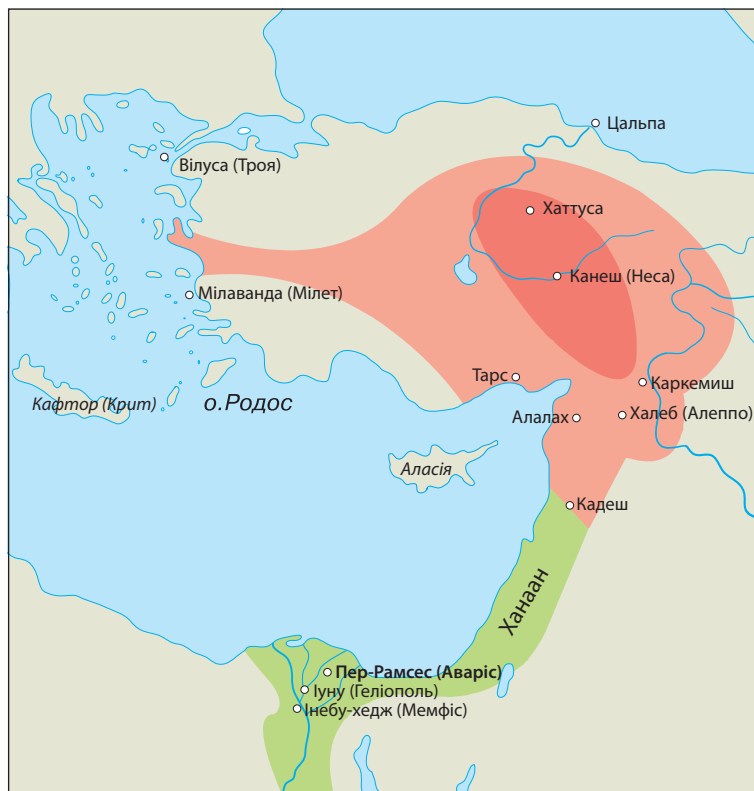 Цальпа
Вілуса (Троя)
Хаттуса
Канеш (Неса)
Мілаванда (Мілет)
Тарс
Каркемиш
Кафтор (Крит)
о.Родос
Алалах
Халеб (Алеппо)
Аласія
Кадеш
Ханаан
Пер-Рамсес (Аваріс)
Іуну (Геліополь)
Інебу-хедж (Мемфіс)